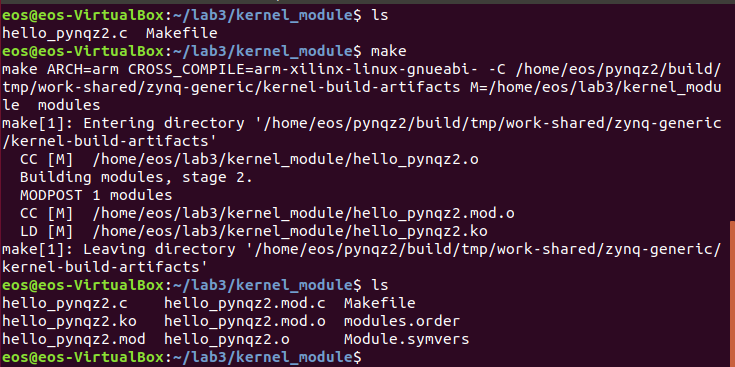 eos@eos-VirtualBox:~/lab3/kernel_module$ ls
hello_pynqz2.c  Makefile
eos@eos-VirtualBox:~/lab3/kernel_module$ make
make ARCH=arm CROSS_COMPILE=arm-xilinx-linux-gnueabi- -C /home/eos/pynqz2/build/
tmp/work-shared/zynq-generic/kernel-build-artifacts M=/home/eos/lab3/kernel_modu
le  modules
make[1]: Entering directory '/home/eos/pynqz2/build/tmp/work-shared/zynq-generic
/kernel-build-artifacts'
  CC [M]  /home/eos/lab3/kernel_module/hello_pynqz2.o
  Building modules, stage 2.
  MODPOST 1 modules
  CC [M]  /home/eos/lab3/kernel_module/hello_pynqz2.mod.o
  LD [M]  /home/eos/lab3/kernel_module/hello_pynqz2.ko
make[1]: Leaving directory '/home/eos/pynqz2/build/tmp/work-shared/zynq-generic/
kernel-build-artifacts'
eos@eos-VirtualBox:~/lab3/kernel_module$ ls
hello_pynqz2.c    hello_pynqz2.mod.c  Makefile
hello_pynqz2.ko   hello_pynqz2.mod.o  modules.order
hello_pynqz2.mod  hello_pynqz2.o      Module.symvers
eos@eos-VirtualBox:~/lab3/kernel_module$